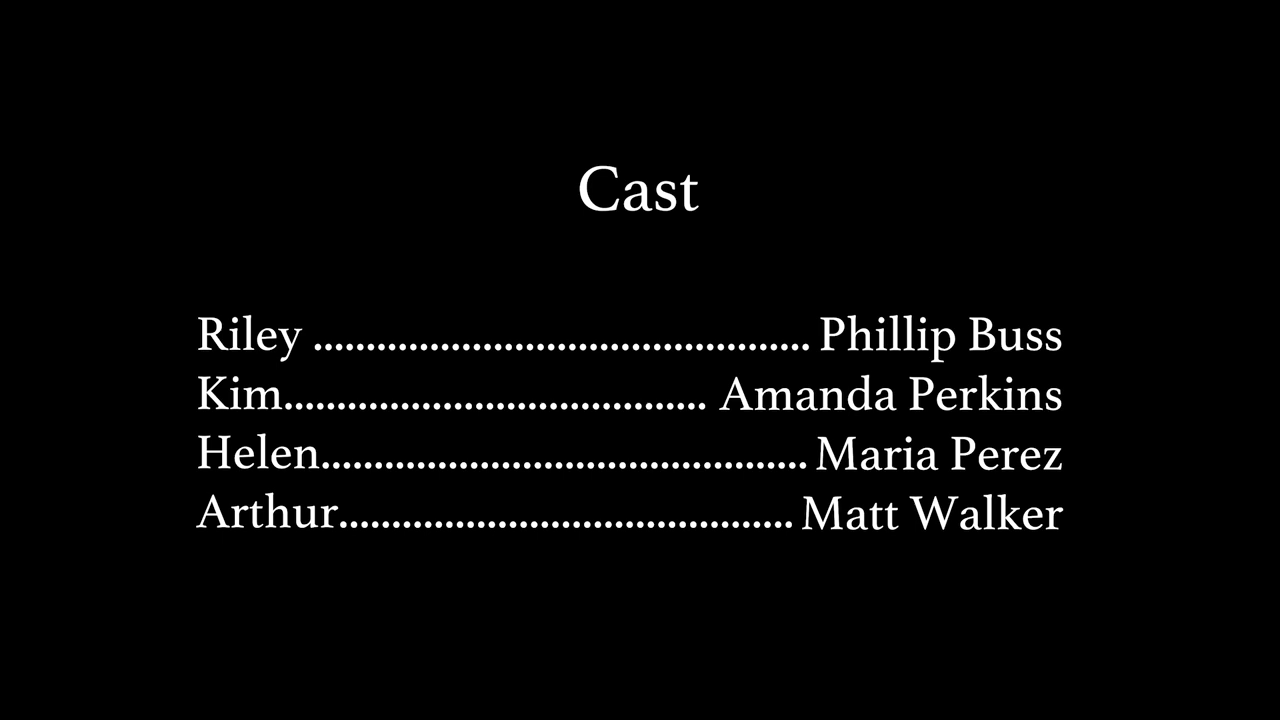 Cast
Riley ............................................... Phillip Buss
Kim........................................ Amanda Perkins
Helen.............................................. Maria Perez
Arthur........................................... Matt Walker